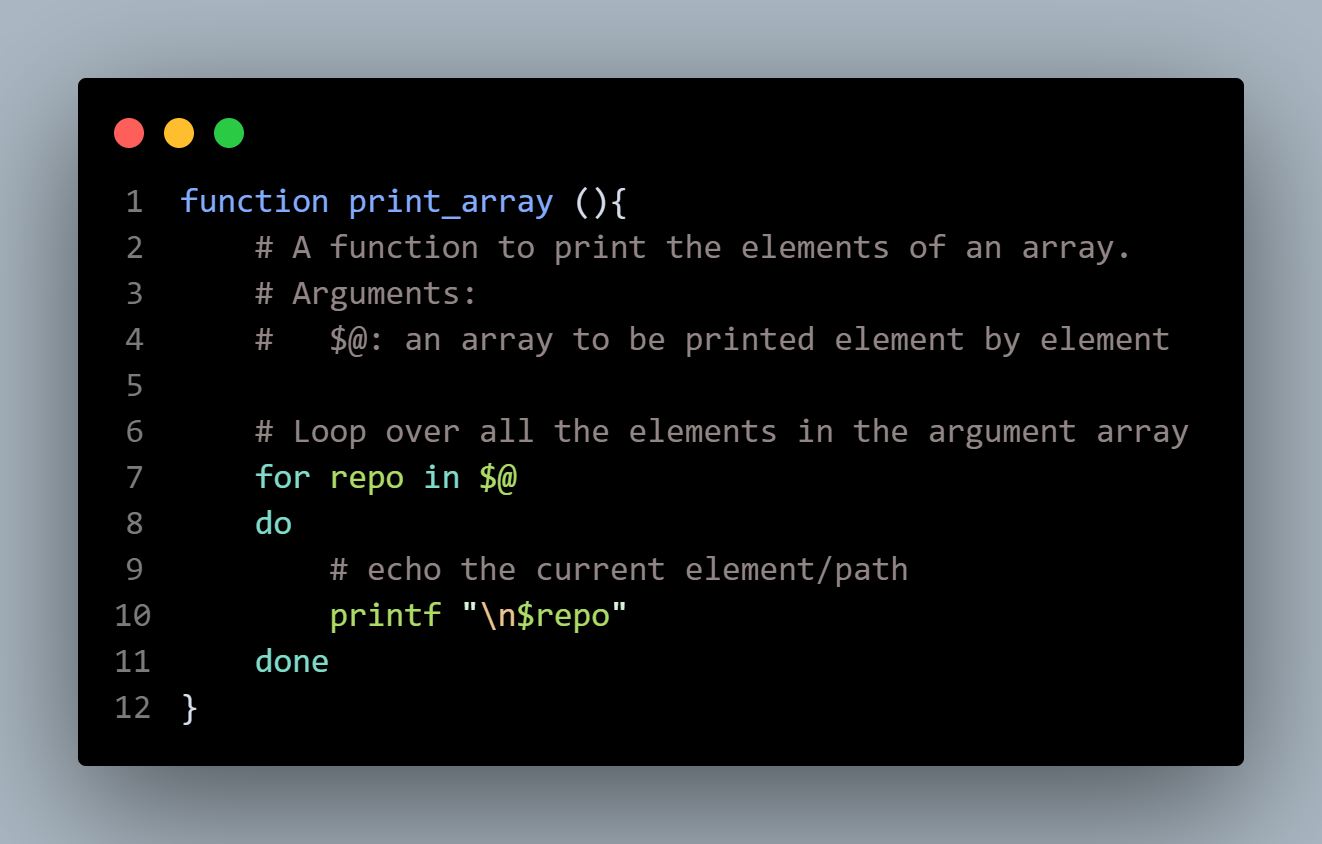 1 function print_array (){
2     # A function to print the elements of an array.
3     # Arguments:
4     #   $@: an array to be printed element by element
5
6     # Loop over all the elements in the argument array
7     for repo in $@
8     do
9         # echo the current element/path
10         printf "\n$repo"
11     done
12 }